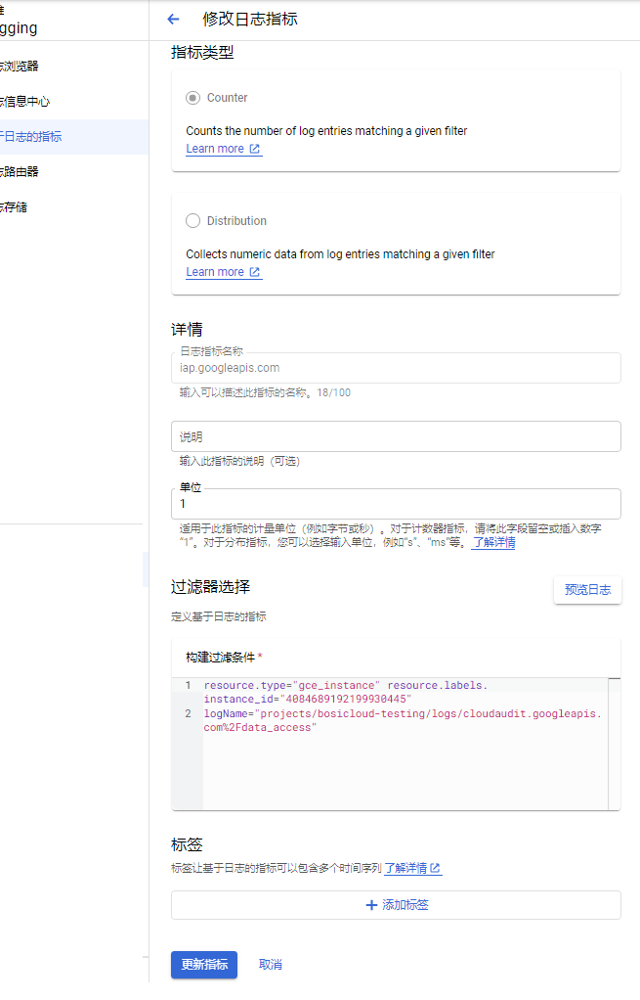 修改日志指标
gging
指标类型
志浏览器
Counter
志信息中心
Counts the number of log entries matching a given filter
于日志的指标
Learn more
志路由器
志存储
Distribution
Collects numeric data from log entries matching a given filter
Learn more
详情
日志指标名称
iap.googleapis.com
输入可以描述此指标的名称。18/100
说明
输入此指标的说明（可选）
单位
1
适用于此指标的计量单位（例如字节或秒）。对于计数器指标，请将此字段留空或插入数字
“1”。对于分布指标，您可以选择输入单位，例如“s”、“ms”等。 了解详情
过滤器选择
预览日志
定义基于日志的指标
构建过滤条件 *
1 resource.type="gce_instance" resource.labels.
instance_id="4084689192199930445"
2 logName="projects/bosicloud-testing/logs/cloudaudit.googleapis.
com%2Fdata_access"
标签
标签让基于日志的指标可以包含多个时间序列 了解详情
添加标签
更新指标
取消